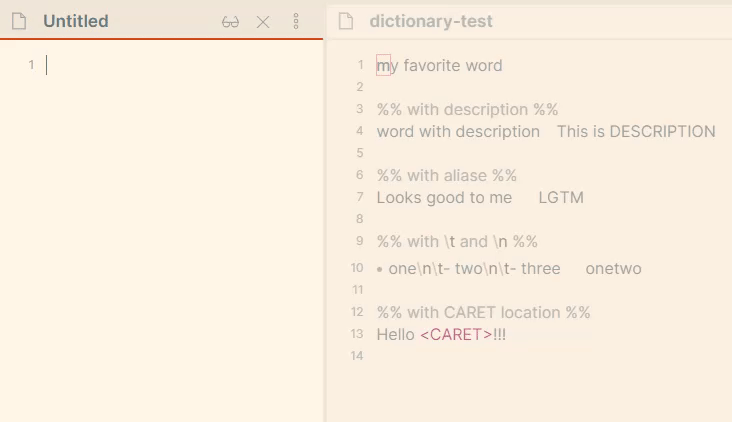 Untitled
1
dictionary-test
1 my favorite word
2
3 %% with description %%
4 word with description    This is DESCRIPTION
5
6 %% with aliase %%
7 Looks good to me    LGTM
8
9 %% with \t and \n %%
10 • one\n\t- two\n\t- three    onetwo
11
12 %% with CARET location %%
13 Hello <CARET>!!!
14